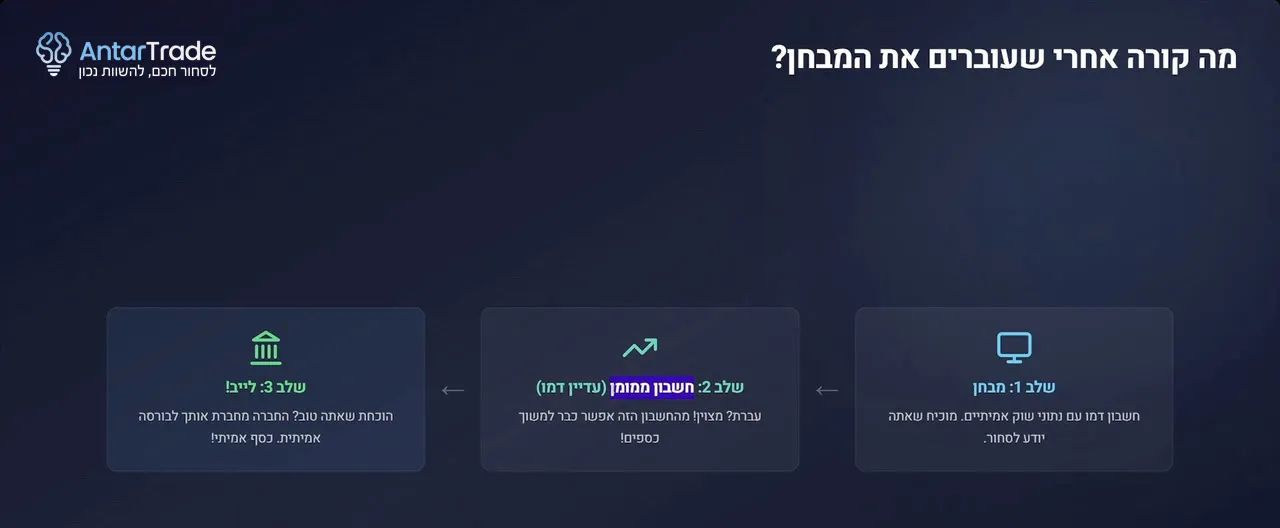 מה קורה אחרי שעוברים את המבחן?
AntarTrade
לסחור חכם, להשוות נכון
שלב 1: מבחן
חשבון דמו עם נתוני שוק אמיתיים. מוכיח שאתה
יודע לסחור.
שלב 2: חשבון ממומן (עדיין דמו)
עברת? מצוין! מהחשבון הזה אפשר כבר למשוך
כספים!
שלב 3: לייב!
הוכחת שאתה טוב? החברה מחברת אותך לבורסה
אמיתית. כסף אמיתי!